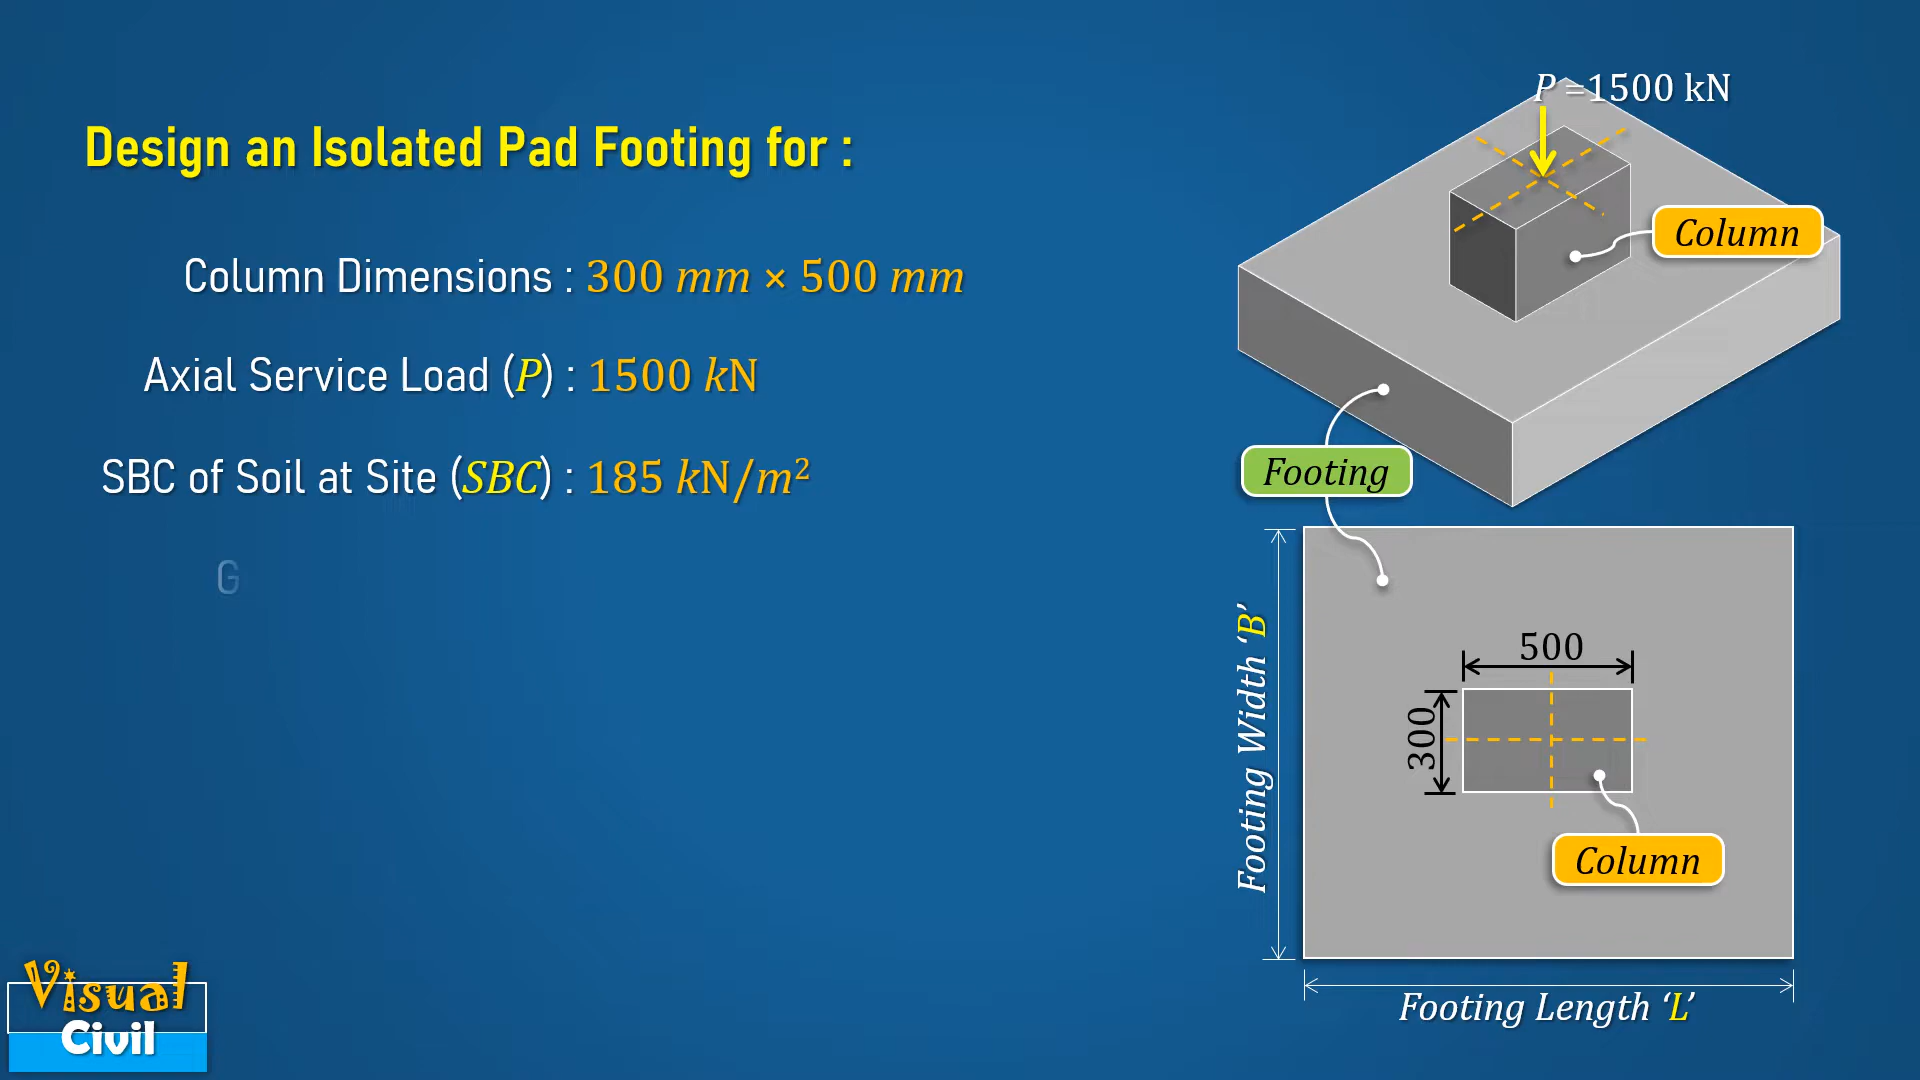 Design an Isolated Pad Footing for :
Column Dimensions : 300 mm × 500 mm
Axial Service Load (P) : 1500 kN
SBC of Soil at Site (SBC) : 185 kN/m²
G
P =1500 kN
Column
Footing
Footing Width ‘B’
500
300
Column
Footing Length ‘L’
Visual
Civil